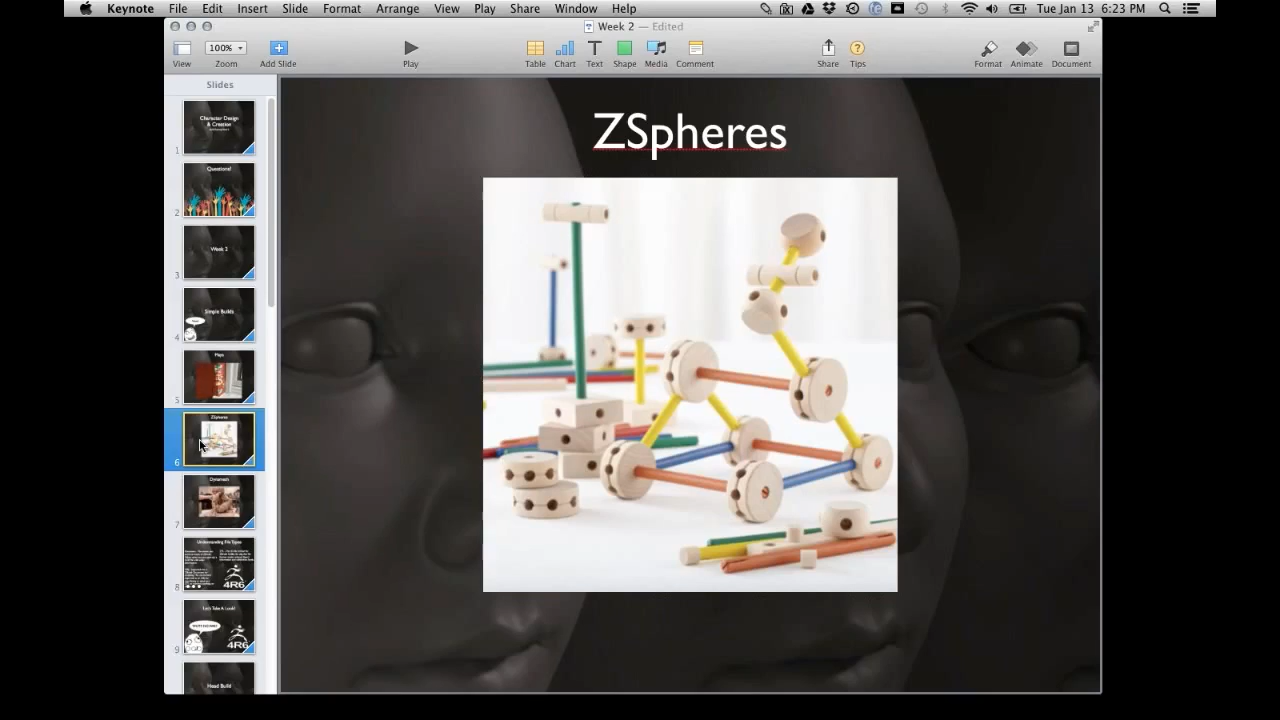 Keynote File Edit Insert Slide Format Arrange View Play Share Window Help Tue Jan 13 6:23 PM
Week 2 — Edited
100%
View Zoom Add Slide Play Table Chart Text Shape Media Comment Share Tips Format Animate Document
Slides
Character Design
& Creation
1
Questions!
2
Week 2
3
Simple Builds
4
5
ZSpheres
6
Dynamesh
7
Understanding File Types
4R6
8
Let's Take A Look!
4R6
9
Head Build
ZSpheres